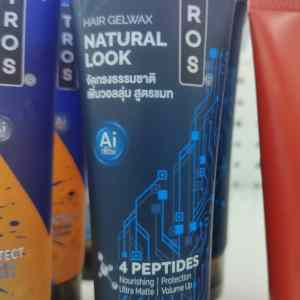 TROS
ROS
HAIR GELWAX
NATURAL
LOOK
จัดทรงธรรมชาติ
เพิ่มวอลลุ่ม สูตรแมท
Ai
4 PEPTIDES
Nourishing Protection
Ultra Matte Volume Up
TECT